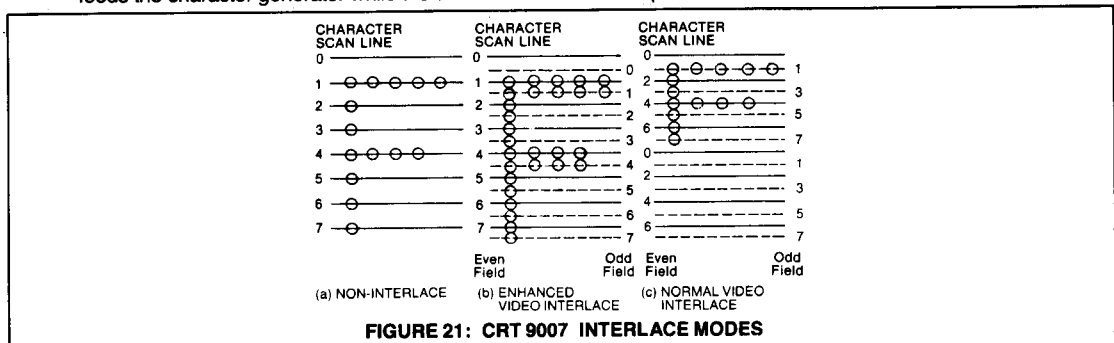 CHARACTER
SCAN LINE
0
1
2
3
4
5
6
7
(a) NON-INTERLACE
CHARACTER
SCAN LINE
0
0
1
1
2
2
3
3
4
4
5
5
6
6
7
7
Even
Field
Odd
Field
(b) ENHANCED
VIDEO INTERLACE
CHARACTER
SCAN LINE
0
1
2
3
4
5
6
7
0
1
2
3
4
5
6
7
Even
Field
Odd
Field
(c) NORMAL VIDEO
INTERLACE
FIGURE 21: CRT 9007 INTERLACE MODES